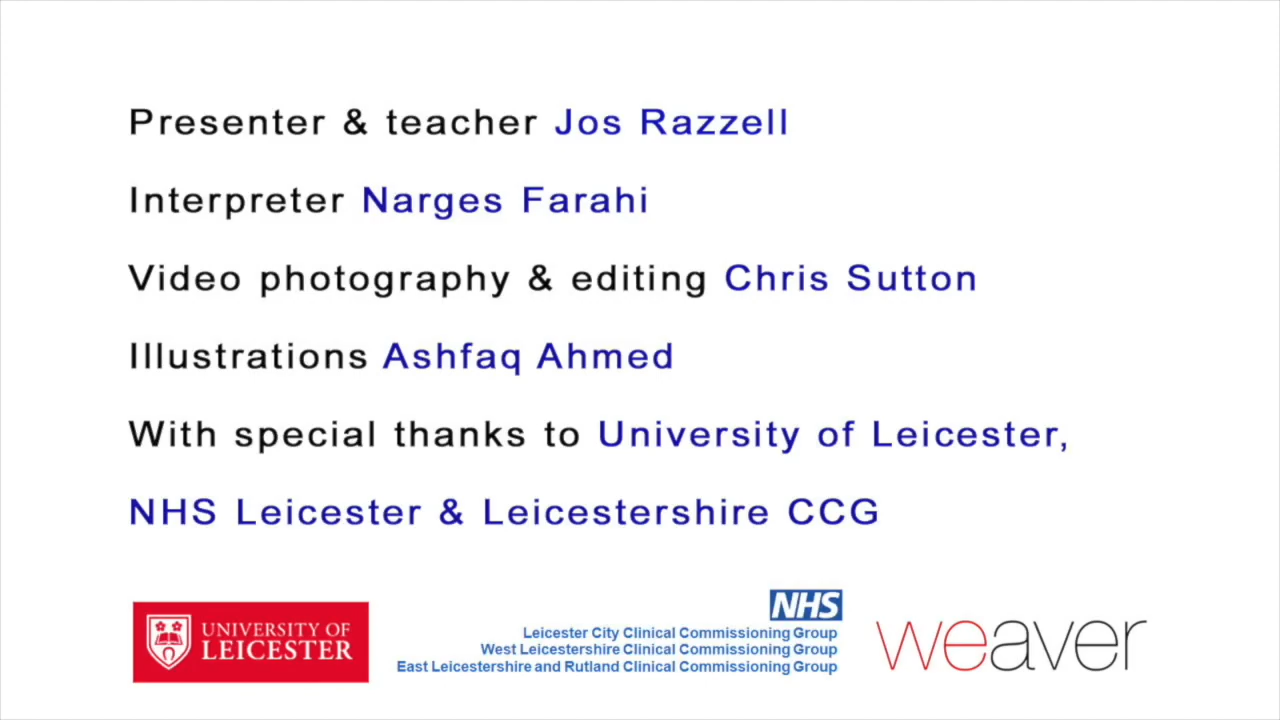 Presenter & teacher Jos Razzell
Interpreter Narges Farahi
Video photography & editing Chris Sutton
Illustrations Ashfaq Ahmed
With special thanks to University of Leicester,
NHS Leicester & Leicestershire CCG
UNIVERSITY OF
LEICESTER
NHS
Leicester City Clinical Commissioning Group
West Leicestershire Clinical Commissioning Group
East Leicestershire and Rutland Clinical Commissioning Group
weaver